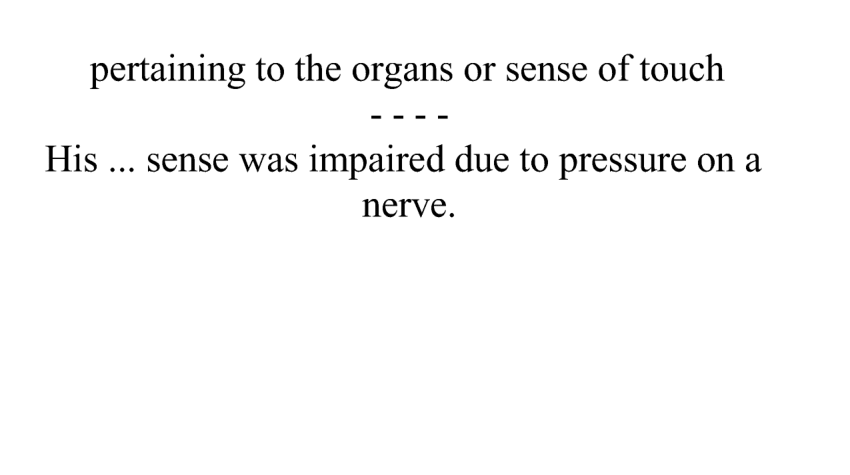 pertaining to the organs or sense of touch
- - - -
His ... sense was impaired due to pressure on a
nerve.